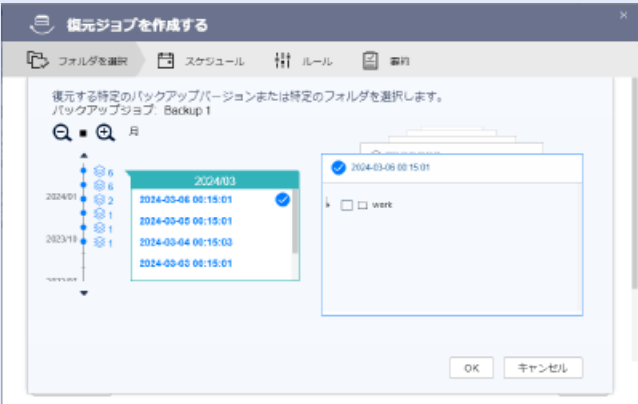 復元ジョブを作成する
×
フォルダを選択 スケジュール ルール 要約
復元する特定のバックアップバージョンまたは特定のフォルダを選択します。
バックアップジョブ: Backup 1
月
6
6
2024/01 2
1
1
2023/10 1
2024/03
2024-03-06 00:15:01
2024-03-05 00:15:01
2024-03-04 00:15:03
2024-03-03 00:15:01
2024-03-06 00:15:01
work
OK キャンセル